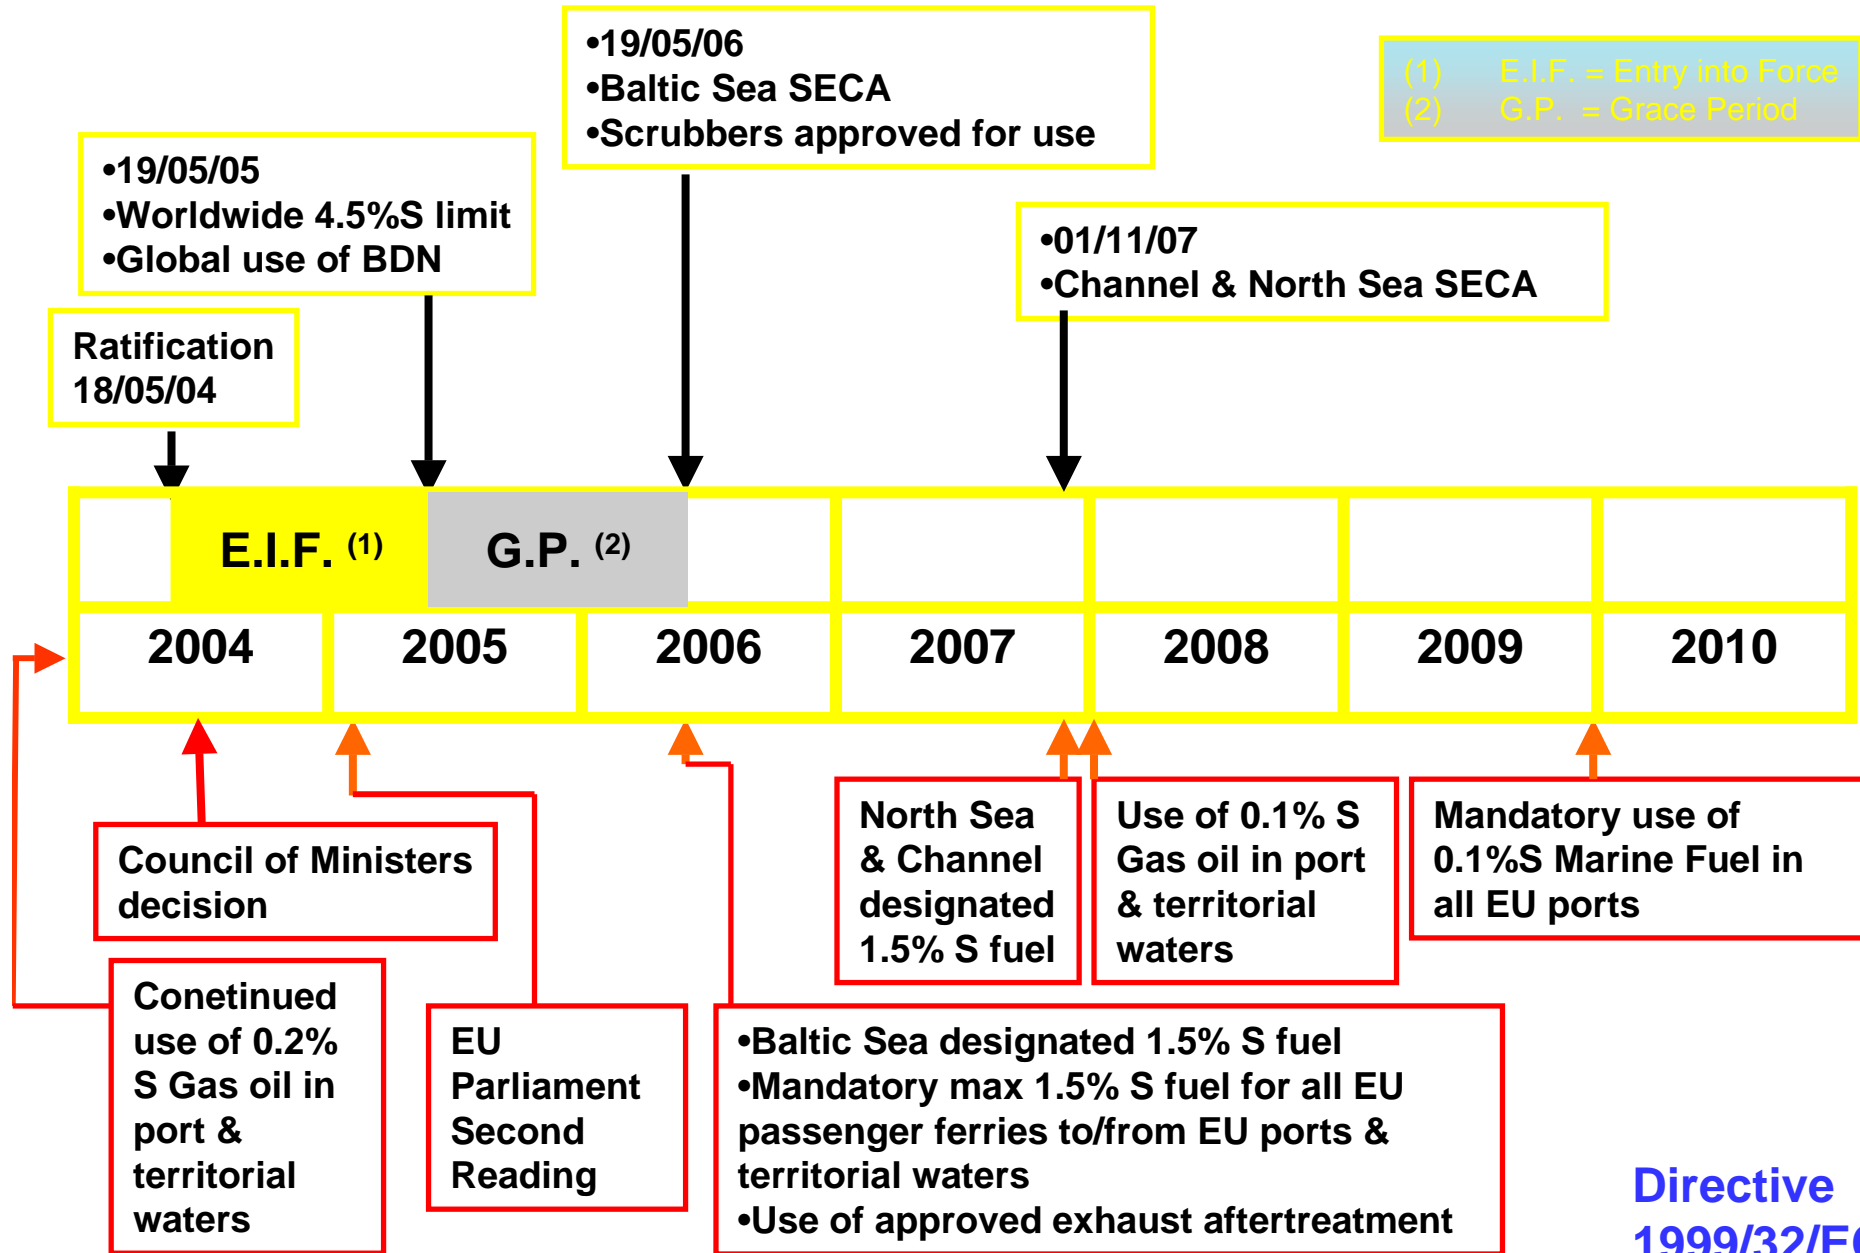 •19/05/06
•Baltic Sea SECA
•Scrubbers approved for use
(1) E.I.F. = Entry into Force
(2) G.P. = Grace Period
•19/05/05
•Worldwide 4.5%S limit
•Global use of BDN
•01/11/07
•Channel & North Sea SECA
Ratification
18/05/04
E.I.F. (1)
G.P. (2)
2004
2005
2006
2007
2008
2009
2010
Council of Ministers
decision
North Sea
& Channel
designated
1.5% S fuel
Use of 0.1% S
Gas oil in port
& territorial
waters
Mandatory use of
0.1%S Marine Fuel in
all EU ports
Conetinued
use of 0.2%
S Gas oil in
port &
territorial
waters
EU
Parliament
Second
Reading
•Baltic Sea designated 1.5% S fuel
•Mandatory max 1.5% S fuel for all EU
passenger ferries to/from EU ports &
territorial waters
•Use of approved exhaust aftertreatment
Directive
1999/32/E